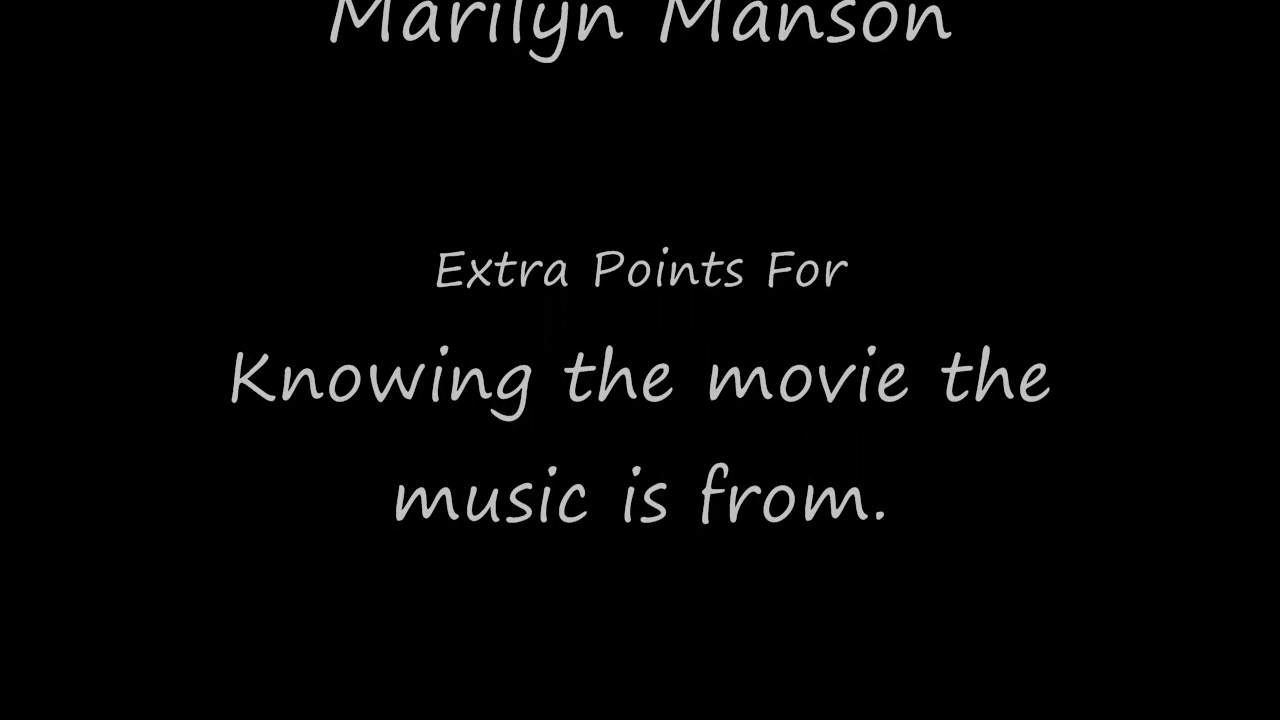 Marilyn Manson
Extra Points For
Knowing the movie the
music is from.